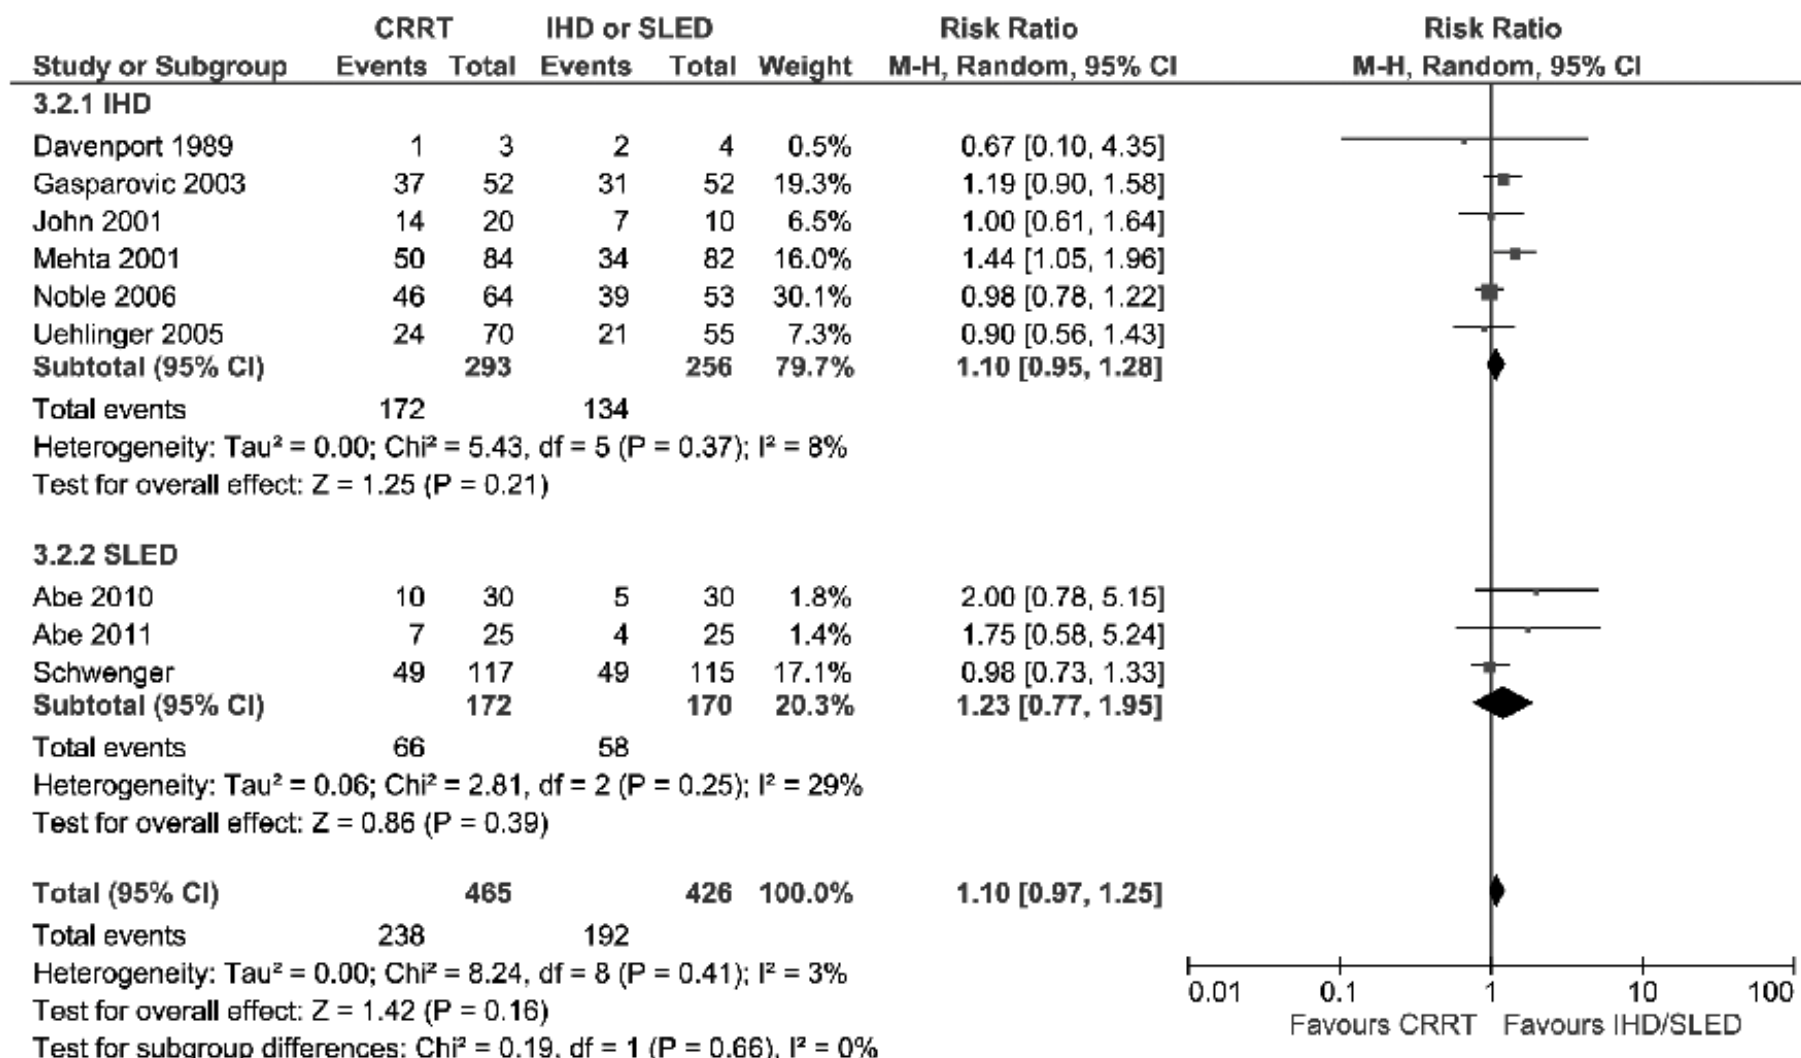 CRRT IHD or SLED Risk Ratio Risk Ratio
Study or Subgroup Events Total Events Total Weight M-H, Random, 95% CI M-H, Random, 95% CI
3.2.1 IHD
Davenport 1989 1 3 2 4 0.5% 0.67 [0.10, 4.35]
Gasparovic 2003 37 52 31 52 19.3% 1.19 [0.90, 1.58]
John 2001 14 20 7 10 6.5% 1.00 [0.61, 1.64]
Mehta 2001 50 84 34 82 16.0% 1.44 [1.05, 1.96]
Noble 2006 46 64 39 53 30.1% 0.98 [0.78, 1.22]
Uehlinger 2005 24 70 21 55 7.3% 0.90 [0.56, 1.43]
Subtotal (95% CI) 293 256 79.7% 1.10 [0.95, 1.28]
Total events 172 134
Heterogeneity: Tau² = 0.00; Chi² = 5.43, df = 5 (P = 0.37); I² = 8%
Test for overall effect: Z = 1.25 (P = 0.21)
3.2.2 SLED
Abe 2010 10 30 5 30 1.8% 2.00 [0.78, 5.15]
Abe 2011 7 25 4 25 1.4% 1.75 [0.58, 5.24]
Schwenger 49 117 49 115 17.1% 0.98 [0.73, 1.33]
Subtotal (95% CI) 172 170 20.3% 1.23 [0.77, 1.95]
Total events 66 58
Heterogeneity: Tau² = 0.06; Chi² = 2.81, df = 2 (P = 0.25); I² = 29%
Test for overall effect: Z = 0.86 (P = 0.39)
Total (95% CI) 465 426 100.0% 1.10 [0.97, 1.25]
Total events 238 192
Heterogeneity: Tau² = 0.00; Chi² = 8.24, df = 8 (P = 0.41); I² = 3%
Test for overall effect: Z = 1.42 (P = 0.16)
Test for subgroup differences: Chi² = 0.19, df = 1 (P = 0.66), I² = 0%
0.01 0.1 1 10 100
Favours CRRT Favours IHD/SLED